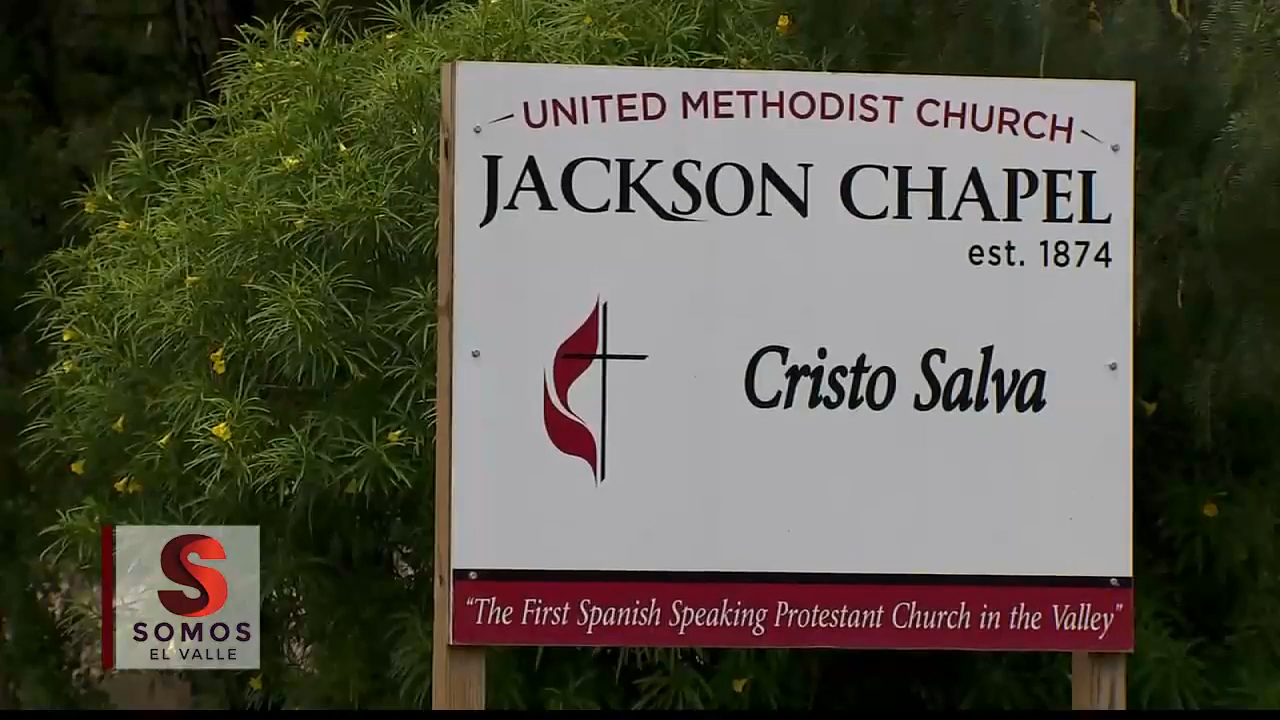 UNITED METHODIST CHURCH
JACKSON CHAPEL
est. 1874
Cristo Salva
"The First Spanish Speaking Protestant Church in the Valley"
S
SOMOS
EL VALLE